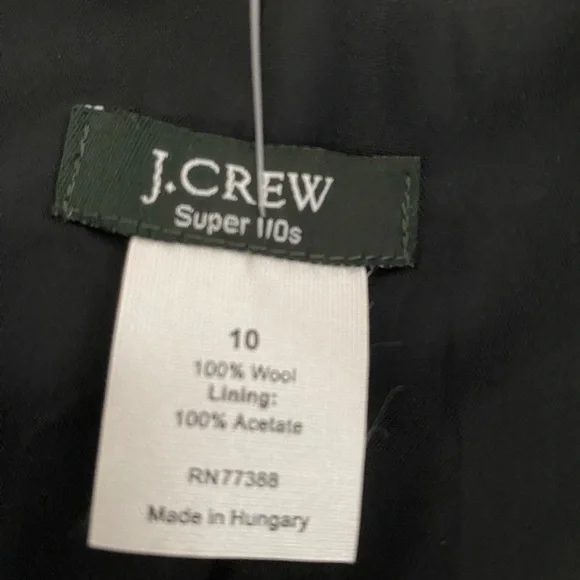 J.CREW
Super 110s
10
100% Wool
Lining:
100% Acetate
RN77388
Made in Hungary